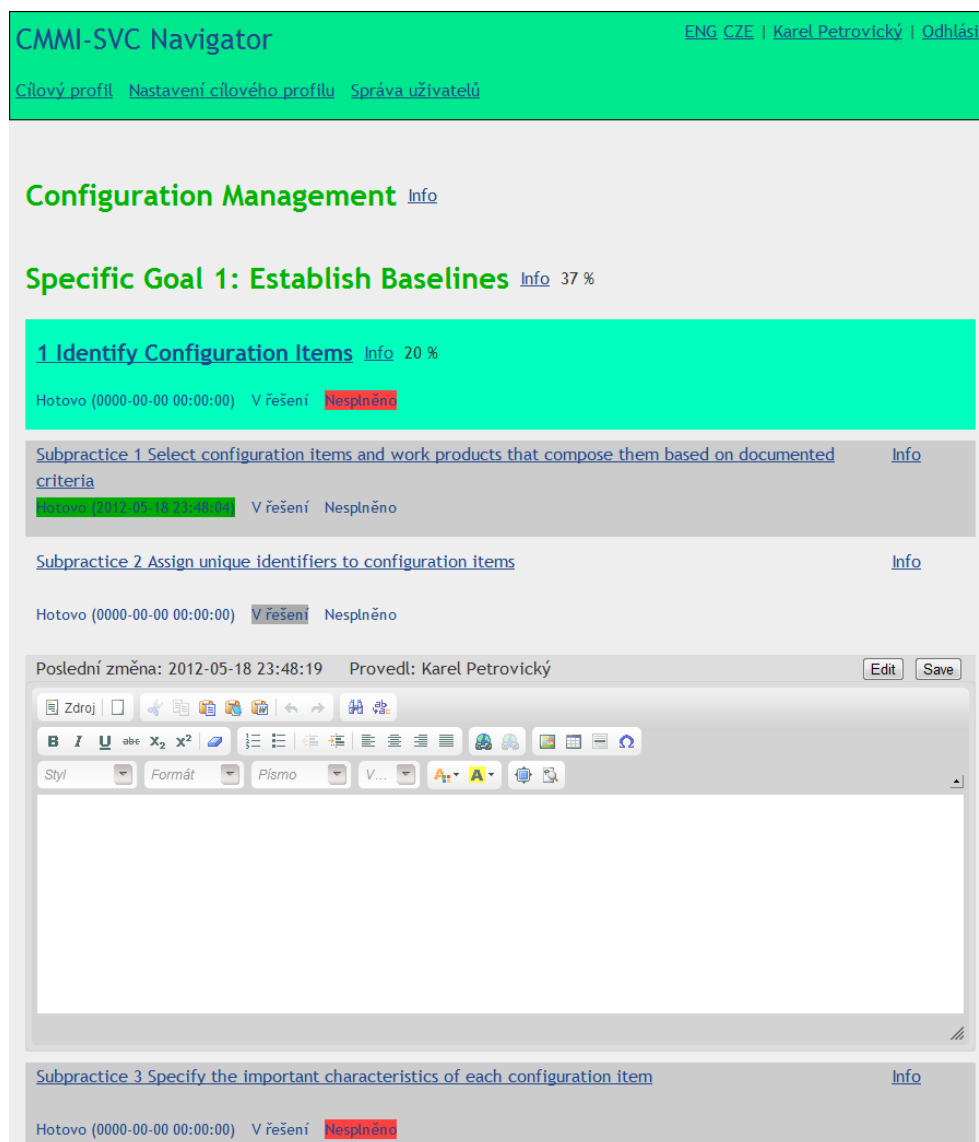 CMMI-SVC Navigator
ENG CZE | Karel Petrovický | Odhlási
Cílový profil Nastavení cílového profilu Správa uživatelů
Configuration Management Info
Specific Goal 1: Establish Baselines Info 37 %
1 Identify Configuration Items Info 20 %
Hotovo (0000-00-00 00:00:00) V řešení Nesplněno
Subpractice 1 Select configuration items and work products that compose them based on documented Info
criteria
Hotovo (2012-05-18 23:48:04) V řešení Nesplněno
Subpractice 2 Assign unique identifiers to configuration items Info
Hotovo (0000-00-00 00:00:00) V řešení Nesplněno
Poslední změna: 2012-05-18 23:48:19 Provedl: Karel Petrovický Edit Save
Zdroj
B I U abc X₂ X²
Styl Formát Písmo V... A A
Subpractice 3 Specify the important characteristics of each configuration item Info
Hotovo (0000-00-00 00:00:00) V řešení Nesplněno